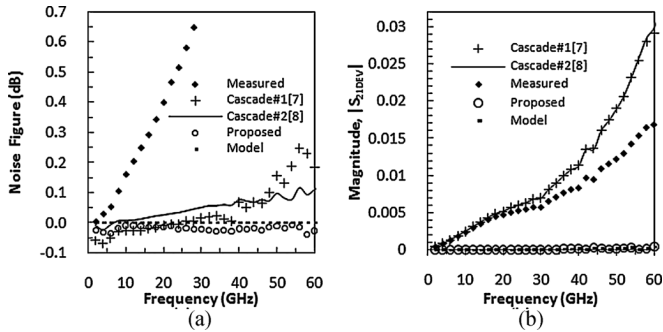 0.7
0.6
0.5
0.4
0.3
0.2
0.1
0.0
-0.1
Noise Figure (dB)
Measured
Cascade#1[7]
Cascade#2[8]
Proposed
Model
0 10 20 30 40 50 60
Frequency (GHz)
(a)
0.03
0.025
0.02
0.015
0.01
0.005
0
Magnitude, |S21DEV|
Cascade#1[7]
Cascade#2[8]
Measured
Proposed
Model
0 10 20 30 40 50 60
Frequency (GHz)
(b)